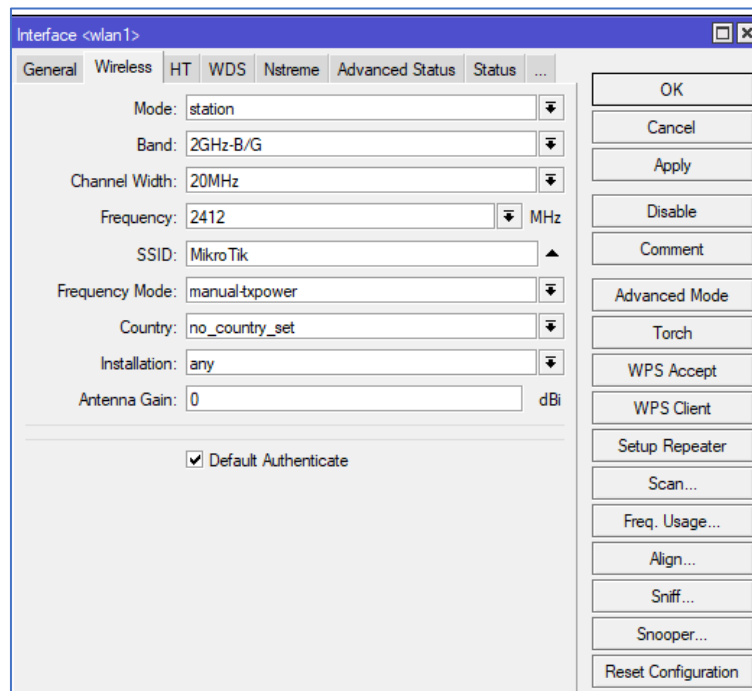 Interface <wlan1>
General Wireless HT WDS Nstreme Advanced Status Status ...
Mode: station
Band: 2GHz-B/G
Channel Width: 20MHz
Frequency: 2412 MHz
SSID: MikroTik
Frequency Mode: manual-txpower
Country: no_country_set
Installation: any
Antenna Gain: 0 dBi
Default Authenticate
OK
Cancel
Apply
Disable
Comment
Advanced Mode
Torch
WPS Accept
WPS Client
Setup Repeater
Scan...
Freq. Usage...
Align...
Sniff...
Snooper...
Reset Configuration